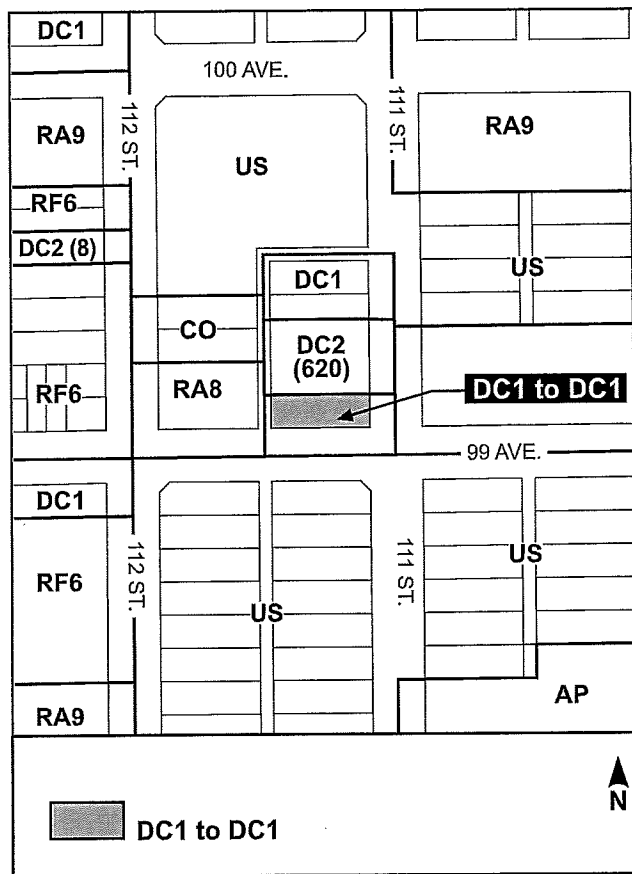 DC1
100 AVE.
112 ST.
111 ST.
RA9
US
RA9
RF6
DC2 (8)
US
DC1
CO
DC2
(620)
RF6
RA8
DC1 to DC1
99 AVE.
DC1
RF6
112 ST.
111 ST.
US
US
RA9
AP
N
DC1 to DC1